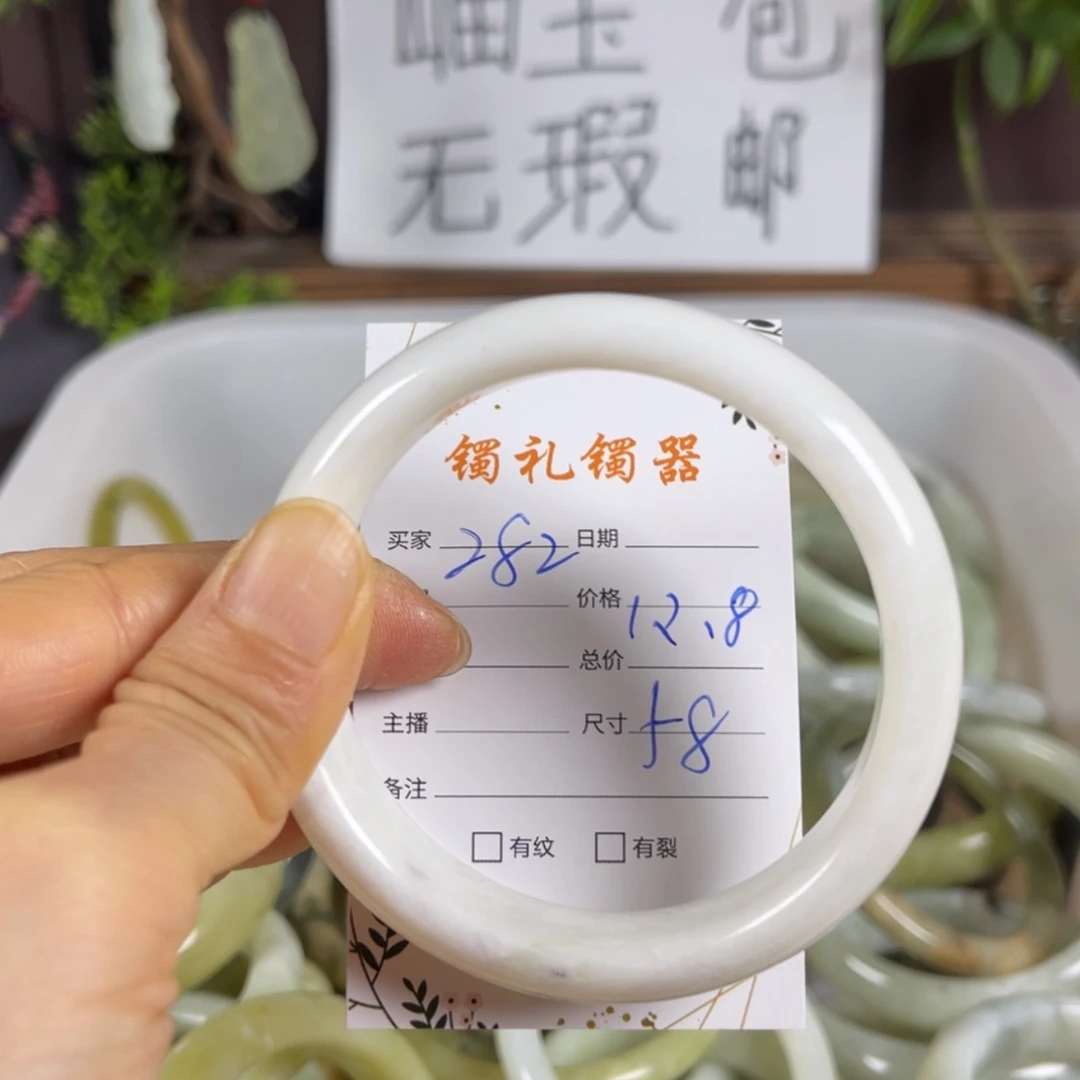 岫玉 包
无瑕 邮
镯礼镯器
买家 282 日期
价格 12.8
总价
主播 尺寸 58
备注
有纹 有裂